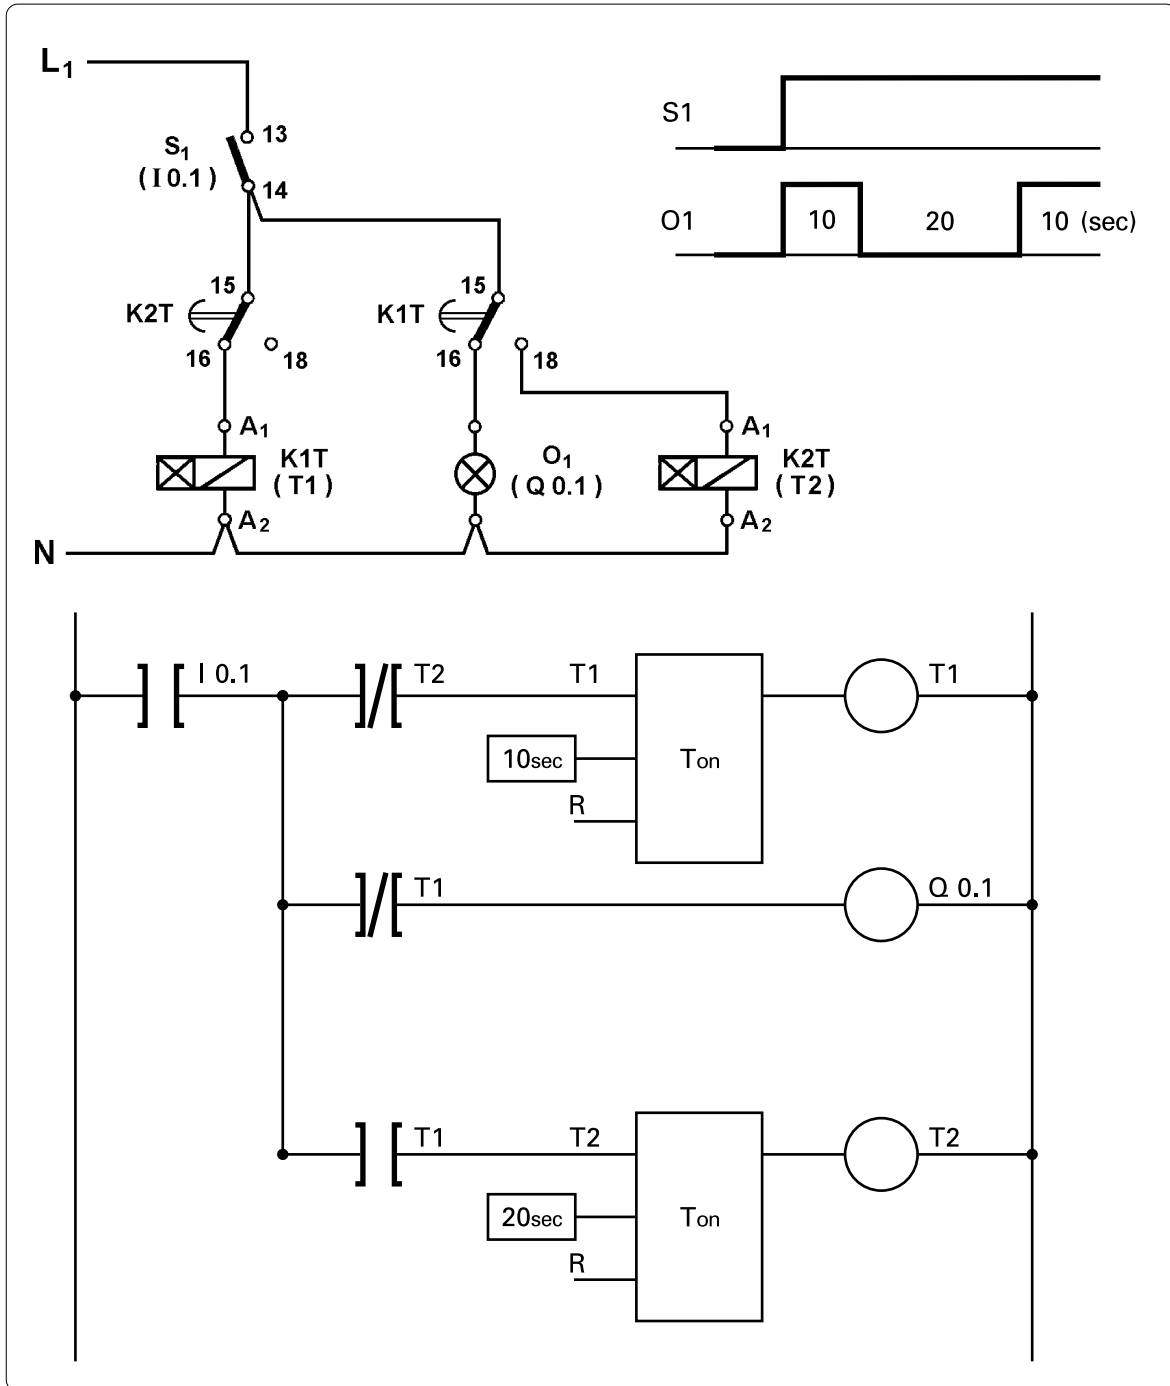 L₁
S1
13
S₁
(I 0.1)
14
O1
10
20
10 (sec)
15
K2T
16
18
15
K1T
16
18
A₁
K1T
(T1)
A₂
O₁
(Q 0.1)
A₁
K2T
(T2)
A₂
N
I 0.1
T2
T1
T1
10sec
Ton
R
T1
Q 0.1
T1
T2
T2
20sec
Ton
R